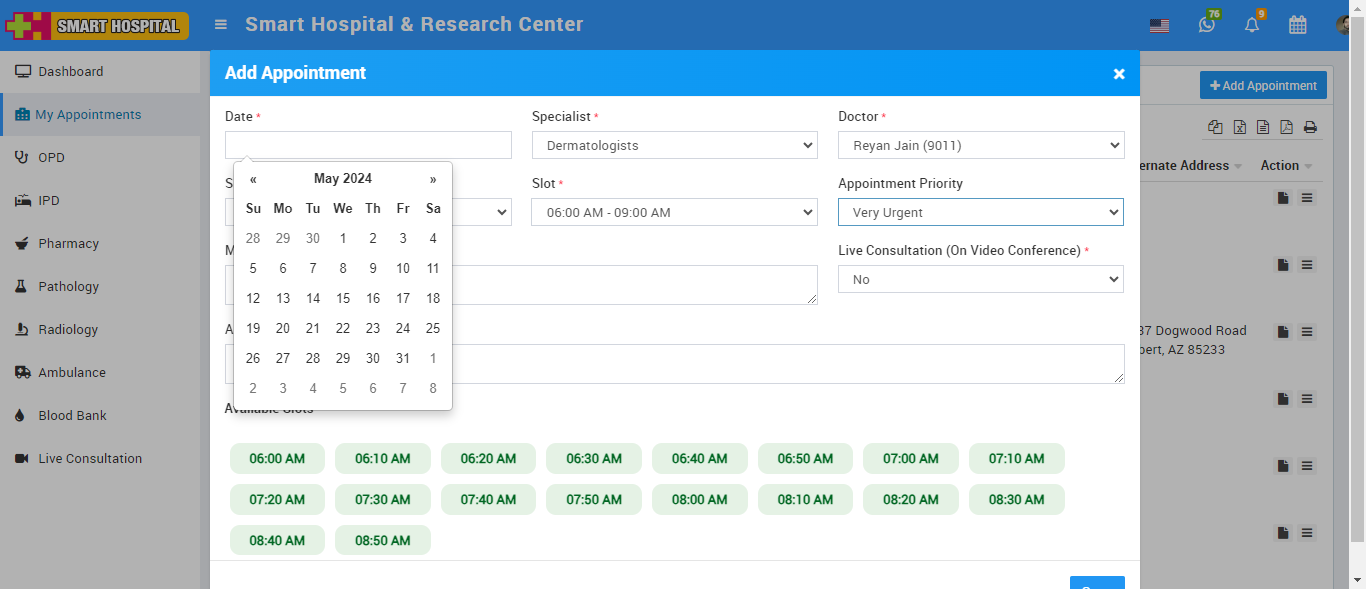 SMART HOSPITAL
Smart Hospital & Research Center
76
9
Dashboard
My Appointments
OPD
IPD
Pharmacy
Pathology
Radiology
Ambulance
Blood Bank
Live Consultation
Add Appointment
×
Add Appointment
ernate Address
Action
37 Dogwood Road
bert, AZ 85233
Date *
Specialist *
Doctor *
Dermatologists
Reyan Jain (9011)
Slot *
Appointment Priority
06:00 AM - 09:00 AM
Very Urgent
Live Consultation (On Video Conference) *
No
« May 2024 »
Su Mo Tu We Th Fr Sa
28 29 30 1 2 3 4
5 6 7 8 9 10 11
12 13 14 15 16 17 18
19 20 21 22 23 24 25
26 27 28 29 30 31 1
2 3 4 5 6 7 8
Available Slots
06:00 AM 06:10 AM 06:20 AM 06:30 AM 06:40 AM 06:50 AM 07:00 AM 07:10 AM
07:20 AM 07:30 AM 07:40 AM 07:50 AM 08:00 AM 08:10 AM 08:20 AM 08:30 AM
08:40 AM 08:50 AM